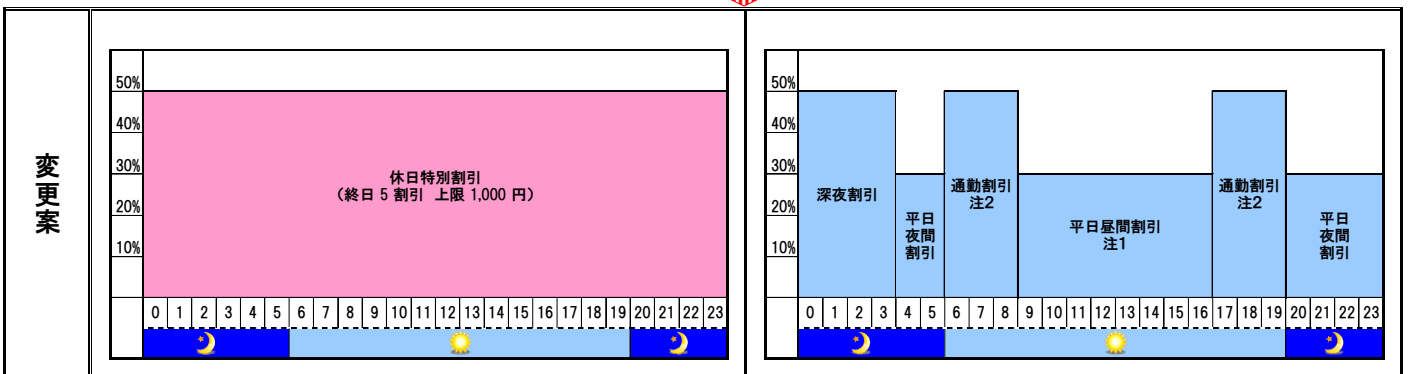 変更案
50%
40%
30%
20%
10%
休日特別割引
（終日 5 割引 上限 1,000 円）
0 1 2 3 4 5 6 7 8 9 10 11 12 13 14 15 16 17 18 19 20 21 22 23
50%
40%
30%
20%
10%
深夜割引
平日
夜間
割引
通勤割引
注2
平日昼間割引
注1
通勤割引
注2
平日
夜間
割引
0 1 2 3 4 5 6 7 8 9 10 11 12 13 14 15 16 17 18 19 20 21 22 23